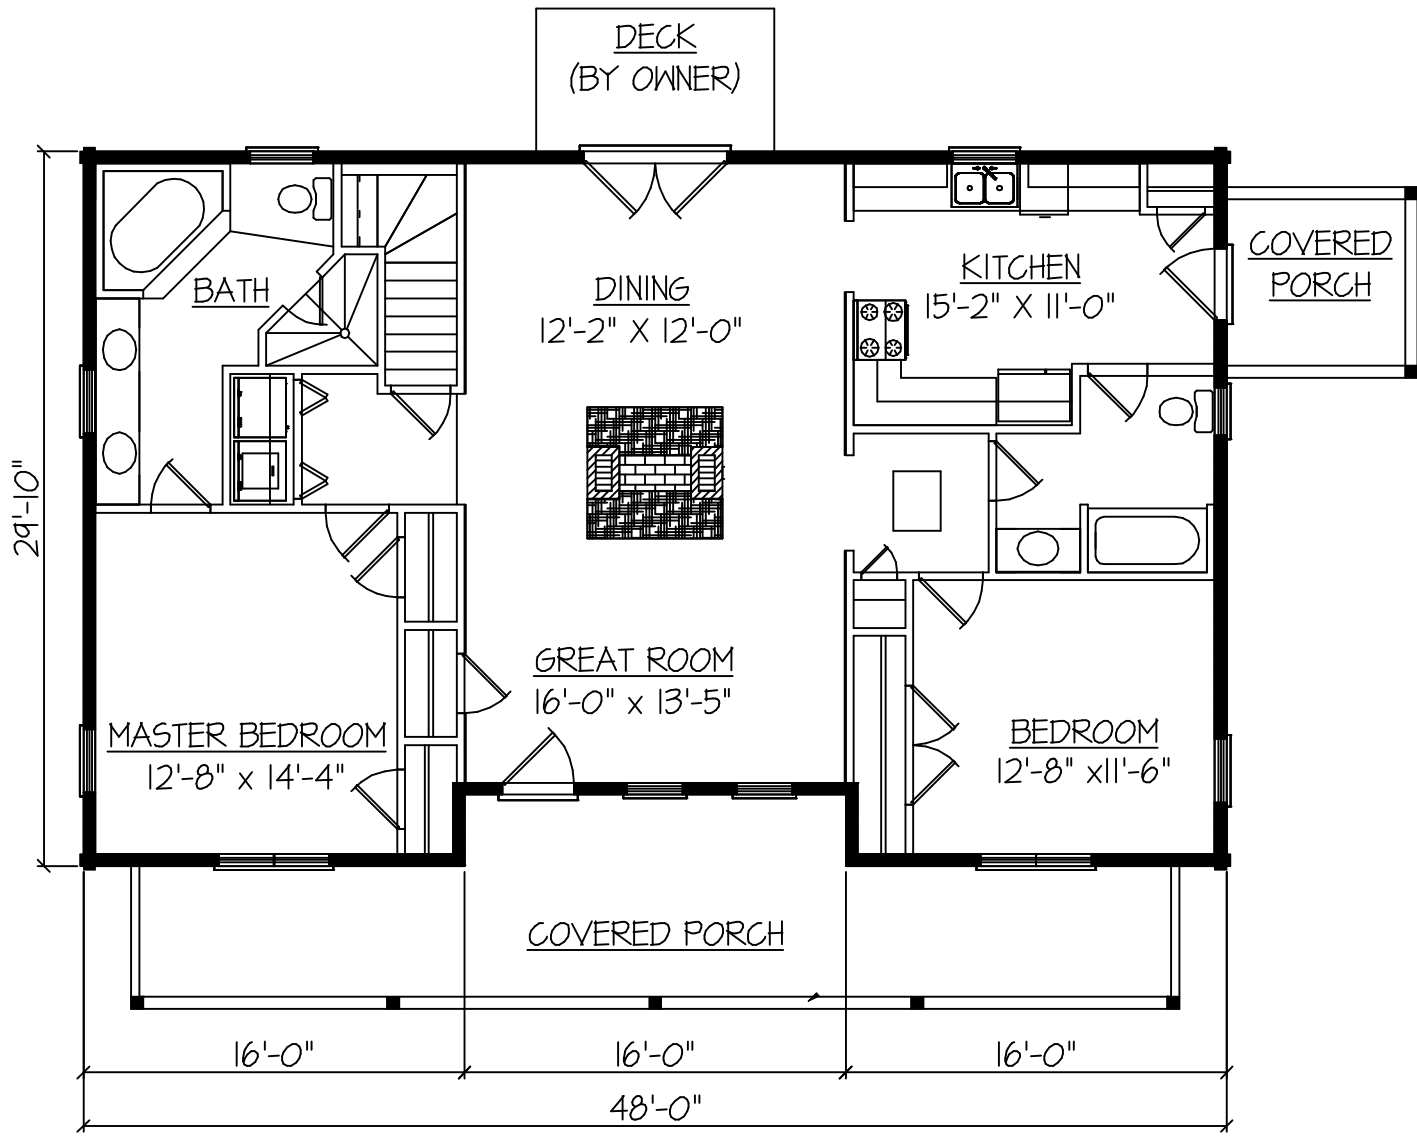 DECK
(BY OWNER)
COVERED
PORCH
KITCHEN
15'-2" X 11'-0"
BATH
DINING
12'-2" X 12'-0"
29'-10"
GREAT ROOM
16'-0" x 13'-5"
MASTER BEDROOM
12'-8" x 14'-4"
BEDROOM
12'-8" x11'-6"
COVERED PORCH
16'-0"
16'-0"
16'-0"
48'-0"